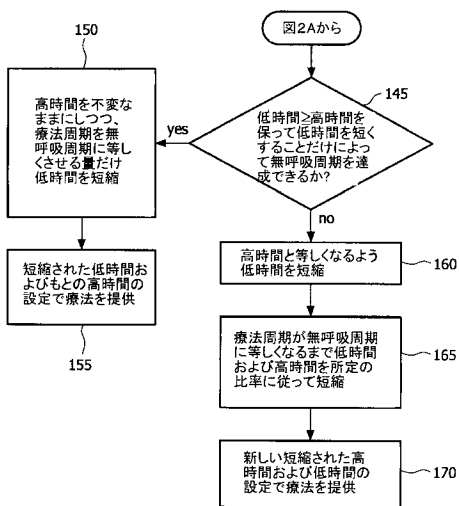 図2Aから
145
低時間≧高時間を
保って低時間を短く
することだけによっ
て無呼吸周期を達
成できるか?
yes
no
150
高時間を不変な
ままにしつつ、
療法周期を無
呼吸周期に等し
くさせる量だけ
低時間を短縮
短縮された低時間お
よびもとの高時間の
設定で療法を提供
155
高時間と等しくなるよう
低時間を短縮
160
療法周期が無呼吸周期
に等しくなるまで低時間
および高時間を所定の
比率に従って短縮
165
新しい短縮された高
時間および低時間の
設定で療法を提供
170